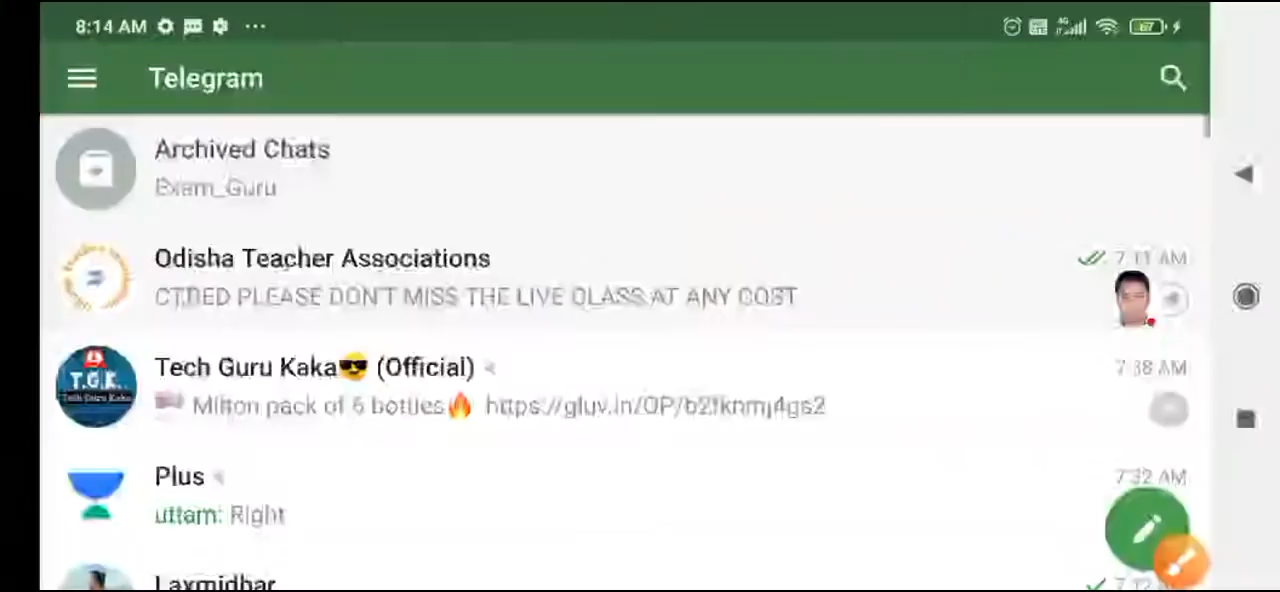 8:14 AM
67
Telegram
Archived Chats
Exam_Guru
Odisha Teacher Associations
7:11 AM
CT,BED PLEASE DON'T MISS THE LIVE CLASS AT ANY COST
T.G.K.
Tech Guru Kaka
Tech Guru Kaka😎 (Official)
7:38 AM
Milton pack of 6 bottles🔥
Plus
7:32 AM
uttam: Right
Laxmidhar